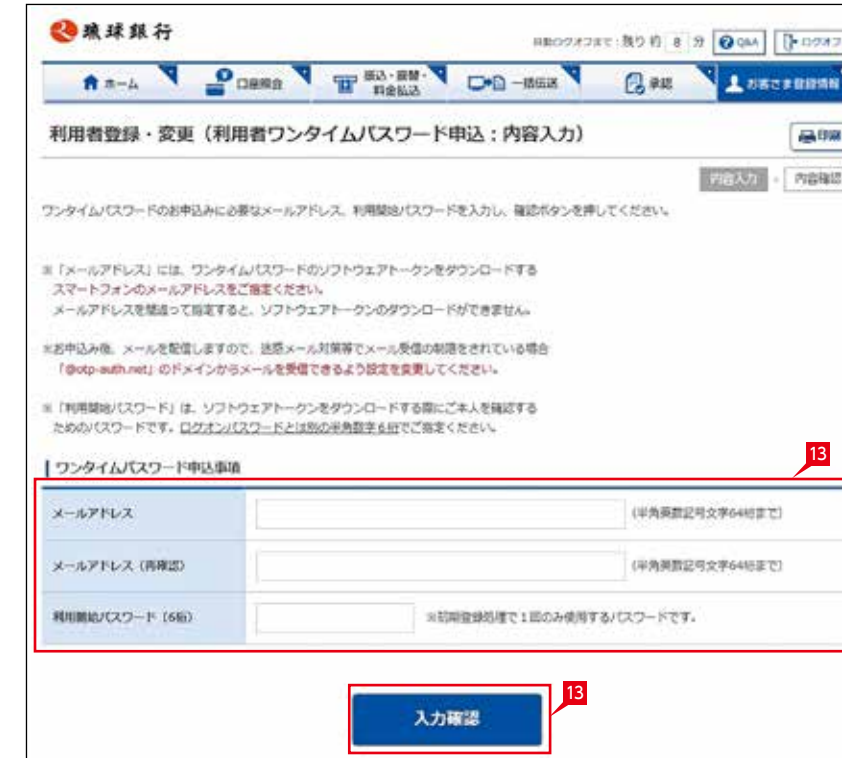 琉球銀行
自動ログオフまで:残り 約 8 分 Q&A ログオフ
ホーム 口座照会 振込・振替・料金払込 一括伝送 承認 お客さま登録情報
利用者登録・変更(利用者ワンタイムパスワード申込:内容入力)
印刷
内容入力 内容確認
ワンタイムパスワードのお申込みに必要なメールアドレス、利用開始パスワードを入力し、確認ボタンを押してください。
※「メールアドレス」には、ワンタイムパスワードのソフトウェアトークンをダウンロードする
スマートフォンのメールアドレスをご指定ください。
メールアドレスを間違って指定すると、ソフトウェアトークンのダウンロードができません。
※お申込み後、メールを配信しますので、迷惑メール対策等でメール受信の制限をされている場合
「@otp-auth.net」のドメインからメールを受信できるよう設定を変更してください。
※「利用開始パスワード」は、ソフトウェアトークンをダウンロードする際にご本人を確認する
ためのパスワードです。ログオンパスワードとは別の半角数字6桁でご指定ください。
ワンタイムパスワード申込事項
13
メールアドレス (半角英数記号文字64桁まで)
メールアドレス(再確認) (半角英数記号文字64桁まで)
利用開始パスワード(6桁) ※初期登録処理で1回のみ使用するパスワードです。
13
入力確認